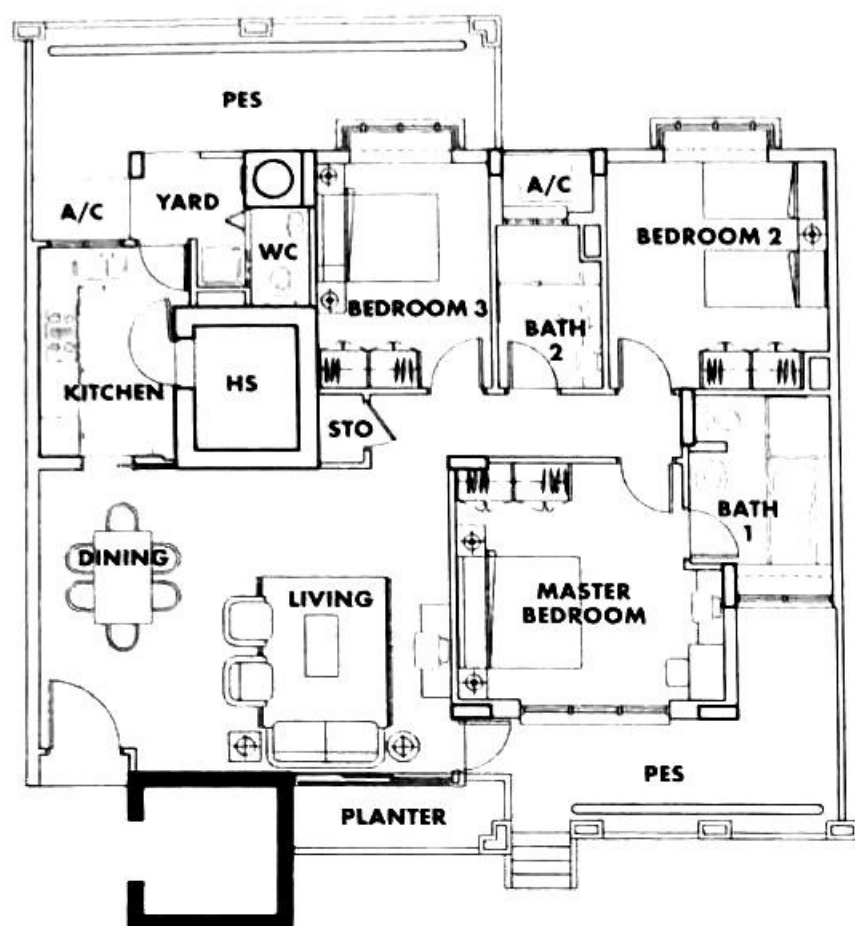 PES
A/C
YARD
WC
A/C
BEDROOM 2
BEDROOM 3
BATH
2
KITCHEN
HS
STO
BATH
1
DINING
LIVING
MASTER
BEDROOM
PES
PLANTER